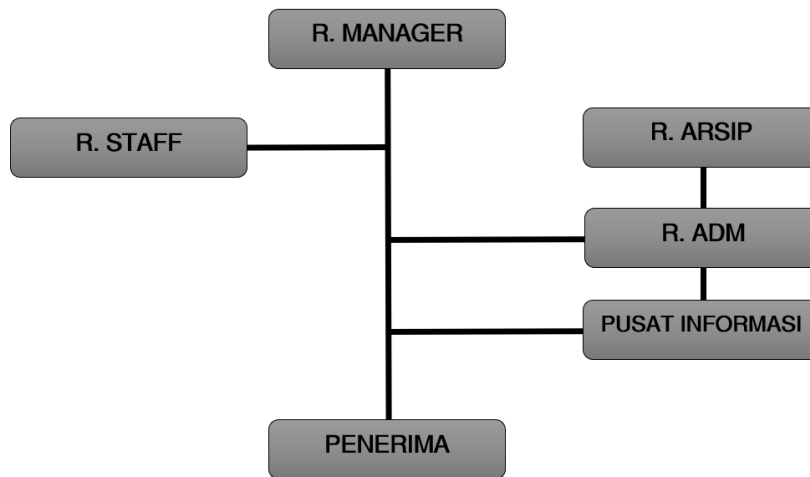 R. MANAGER
R. STAFF
R. ARSIP
R. ADM
PUSAT INFORMASI
PENERIMA